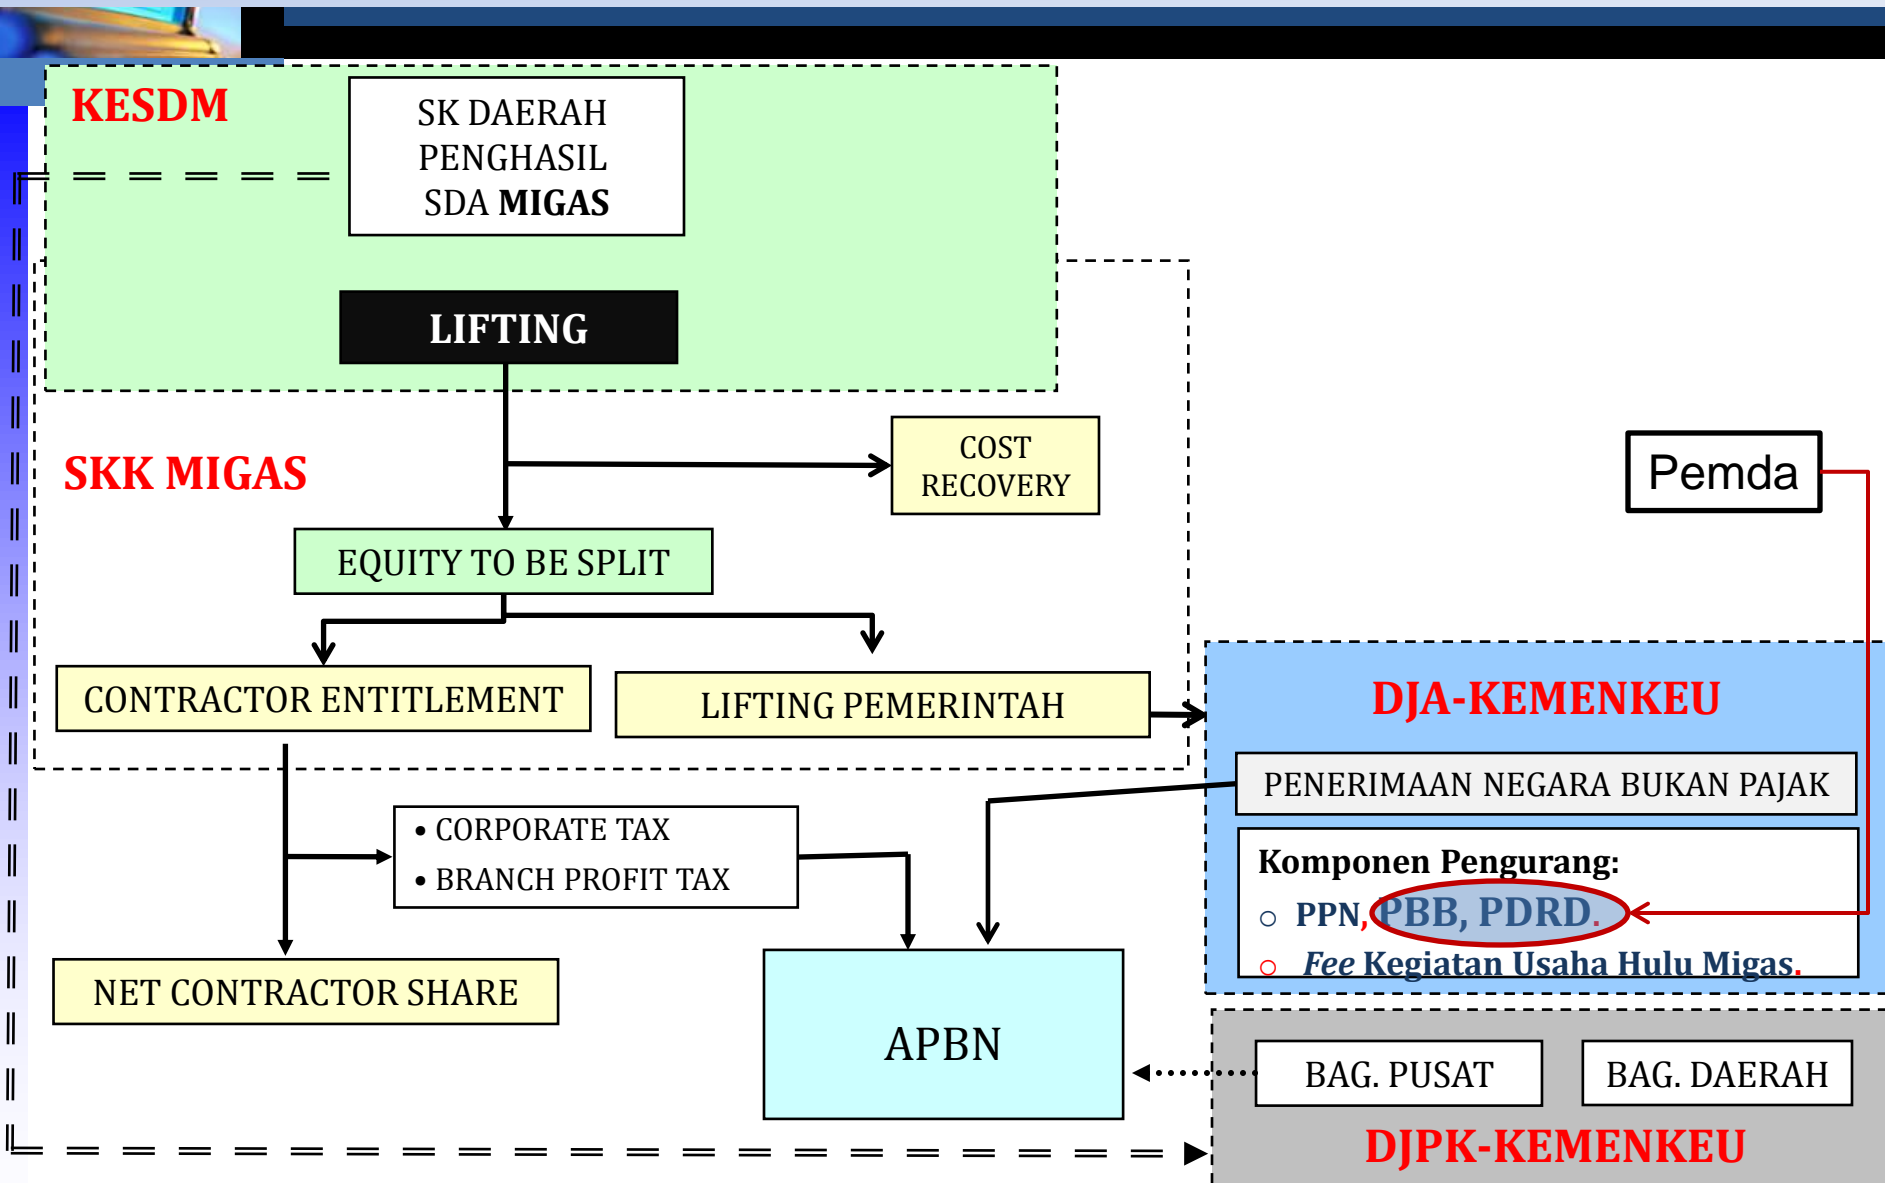 KESDM
SK DAERAH
PENGHASIL
SDA MIGAS
LIFTING
SKK MIGAS
COST
RECOVERY
Pemda
EQUITY TO BE SPLIT
CONTRACTOR ENTITLEMENT
LIFTING PEMERINTAH
DJA-KEMENKEU
PENERIMAAN NEGARA BUKAN PAJAK
• CORPORATE TAX
• BRANCH PROFIT TAX
Komponen Pengurang:
o PPN, PBB, PDRD.
o Fee Kegiatan Usaha Hulu Migas.
NET CONTRACTOR SHARE
APBN
BAG. PUSAT
BAG. DAERAH
DJPK-KEMENKEU